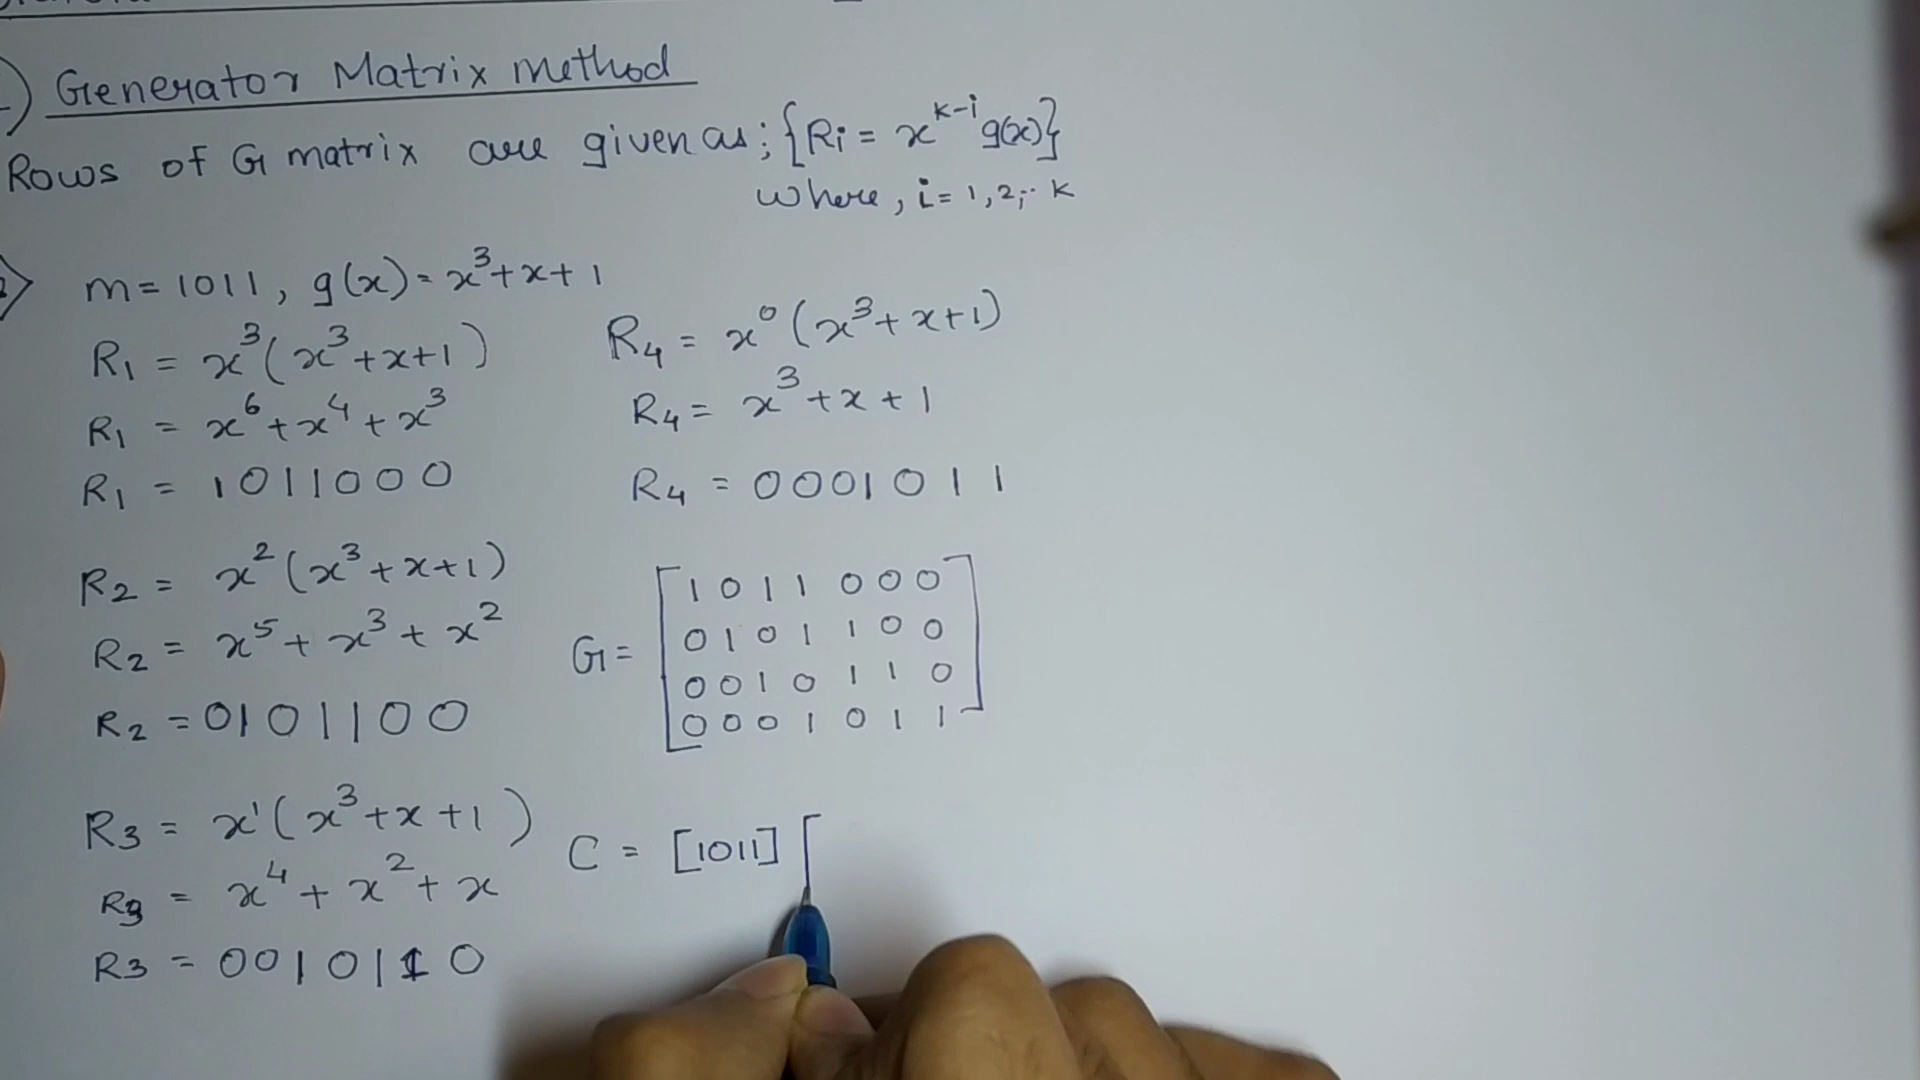 Generator Matrix method
Rows of G matrix are given as; {Ri = x^k-i g(x)}
where, i = 1,2,.. k
m = 1011, g(x) = x³+x+1
R1 = x³(x³+x+1)
R1 = x⁶+x⁴+x³
R1 = 1011000
R2 = x²(x³+x+1)
R2 = x⁵+x³+x²
R2 = 0101100
R3 = x¹(x³+x+1)
R3 = x⁴+x²+x
R3 = 0010110
R4 = x⁰(x³+x+1)
R4 = x³+x+1
R4 = 0001011
G = [1 0 1 1 0 0 0
0 1 0 1 1 0 0
0 0 1 0 1 1 0
0 0 0 1 0 1 1]
C = [1011] [